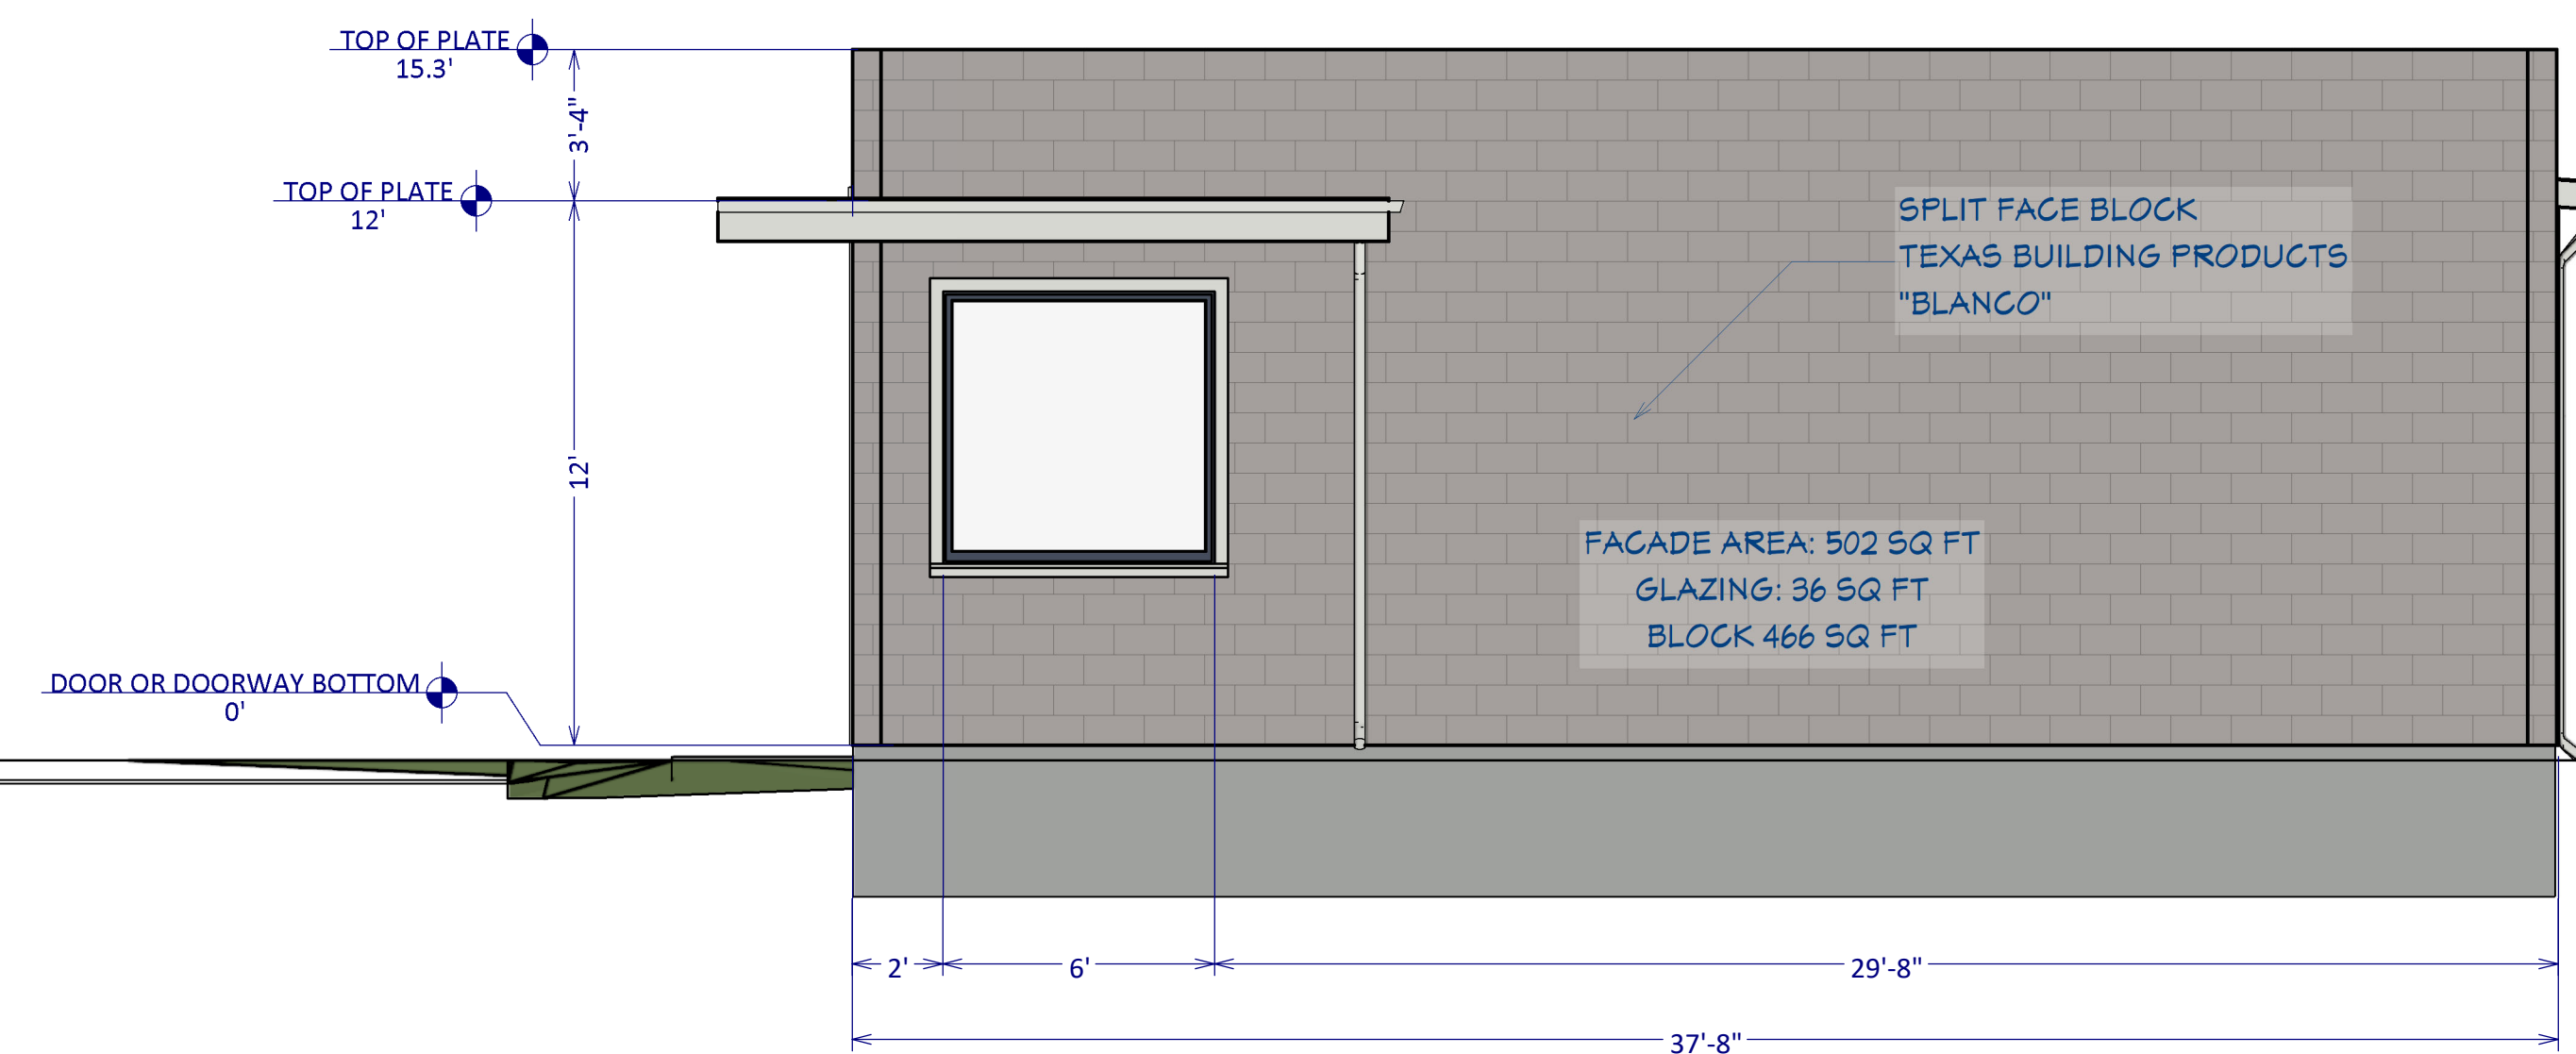 TOP OF PLATE
15.3'
3'-4"
TOP OF PLATE
12'
12'
DOOR OR DOORWAY BOTTOM
0'
SPLIT FACE BLOCK
TEXAS BUILDING PRODUCTS
"BLANCO"
FACADE AREA: 502 SQ FT
GLAZING: 36 SQ FT
BLOCK 466 SQ FT
2'
6'
29'-8"
37'-8"